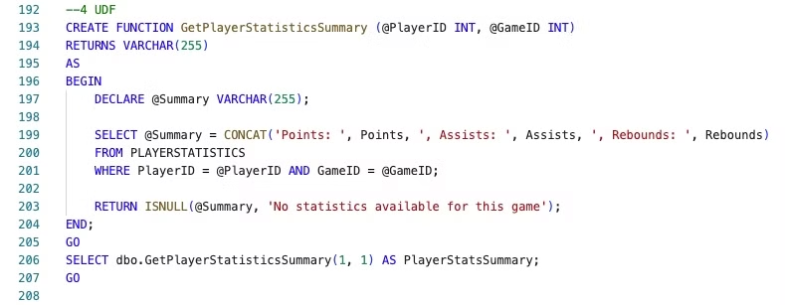 192 --4 UDF
193 CREATE FUNCTION GetPlayerStatisticsSummary (@PlayerID INT, @GameID INT)
194 RETURNS VARCHAR(255)
195 AS
196 BEGIN
197     DECLARE @Summary VARCHAR(255);
198
199     SELECT @Summary = CONCAT('Points: ', Points, ', Assists: ', Assists, ', Rebounds: ', Rebounds)
200     FROM PLAYERSTATISTICS
201     WHERE PlayerID = @PlayerID AND GameID = @GameID;
202
203     RETURN ISNULL(@Summary, 'No statistics available for this game');
204 END;
205 GO
206 SELECT dbo.GetPlayerStatisticsSummary(1, 1) AS PlayerStatsSummary;
207 GO
208